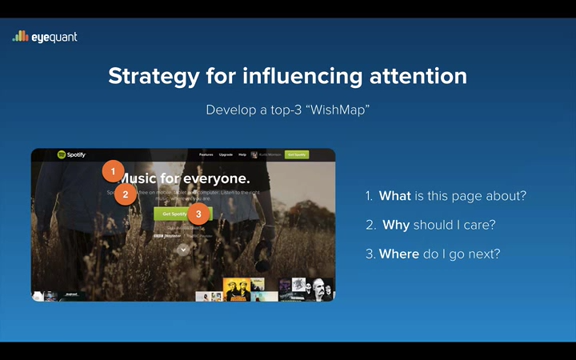 eyequant
Strategy for influencing attention
Develop a top-3 “WishMap”
Spotify
Features Upgrade Help
Get Spotify
1
Music for everyone.
2
Get Spotify
3
1. What is this page about?
2. Why should I care?
3. Where do I go next?